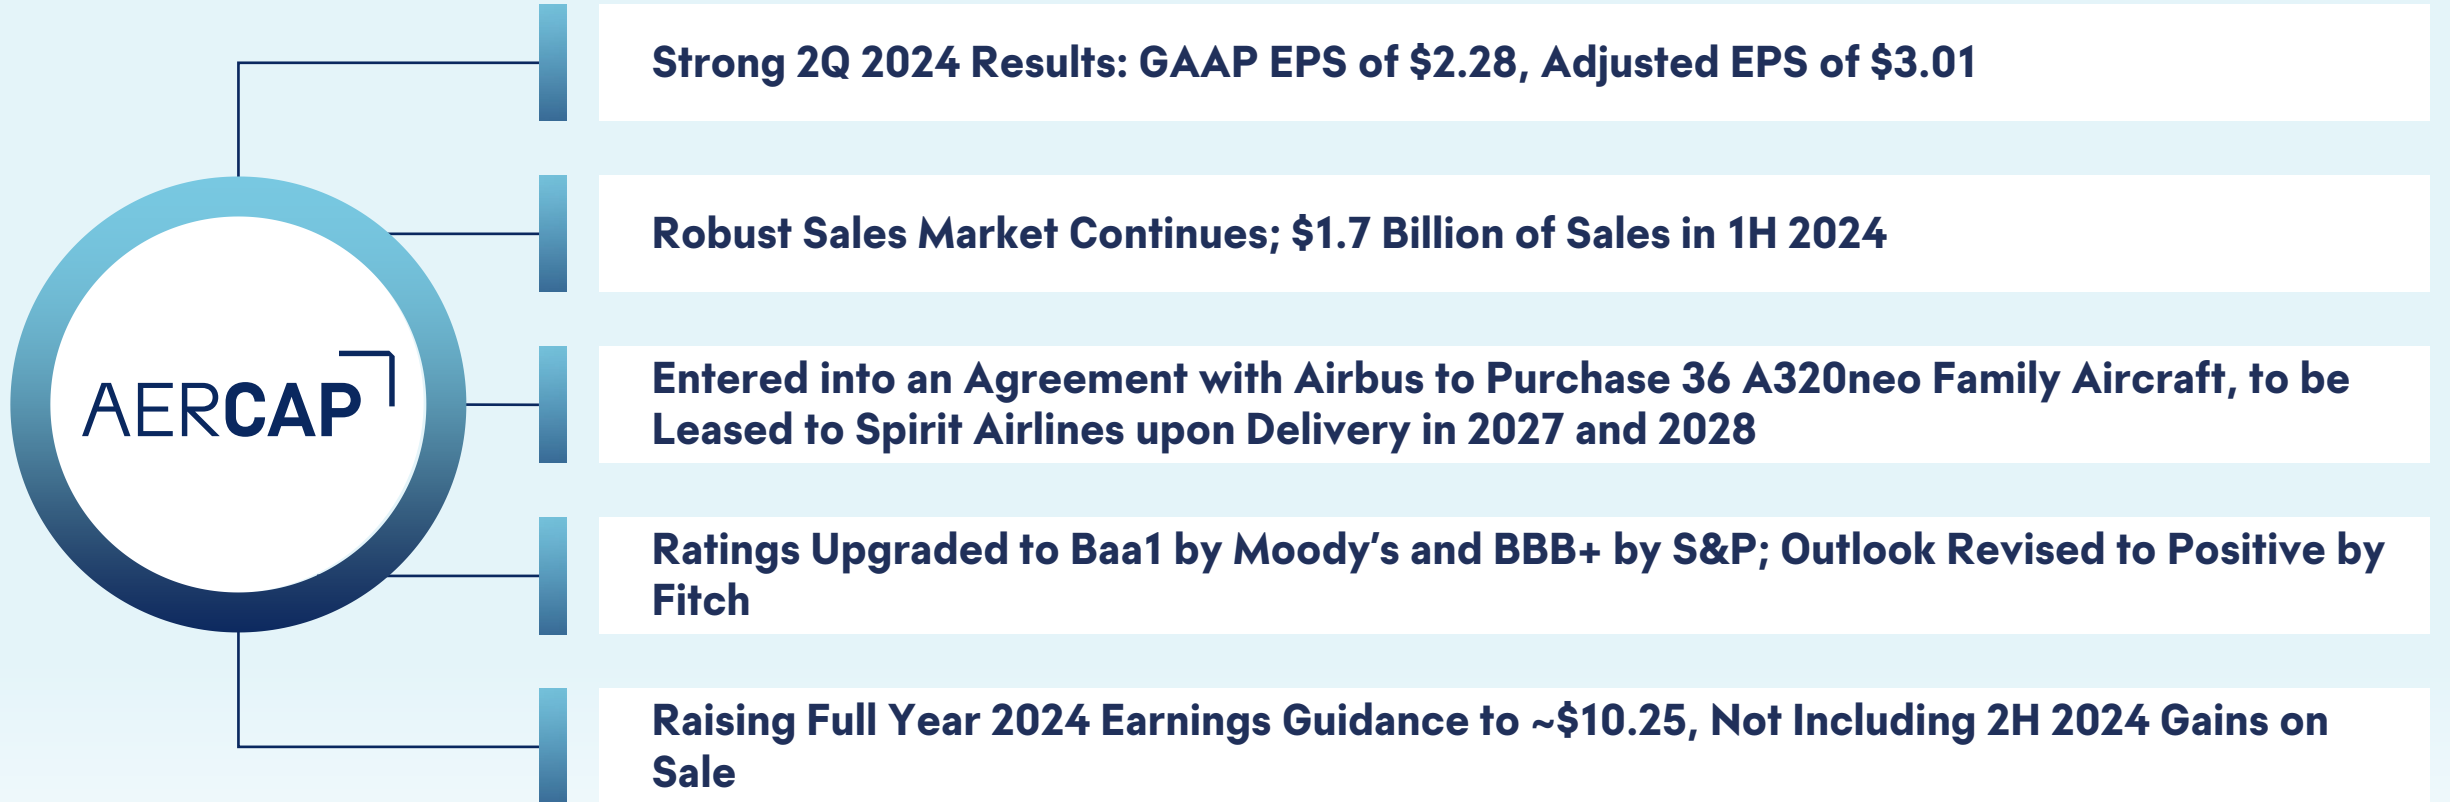 Strong 2Q 2024 Results: GAAP EPS of $2.28, Adjusted EPS of $3.01
Robust Sales Market Continues; $1.7 Billion of Sales in 1H 2024
AERCAP
Entered into an Agreement with Airbus to Purchase 36 A320neo Family Aircraft, to be
Leased to Spirit Airlines upon Delivery in 2027 and 2028
Ratings Upgraded to Baa1 by Moody’s and BBB+ by S&P; Outlook Revised to Positive by
Fitch
Raising Full Year 2024 Earnings Guidance to ~$10.25, Not Including 2H 2024 Gains on
Sale